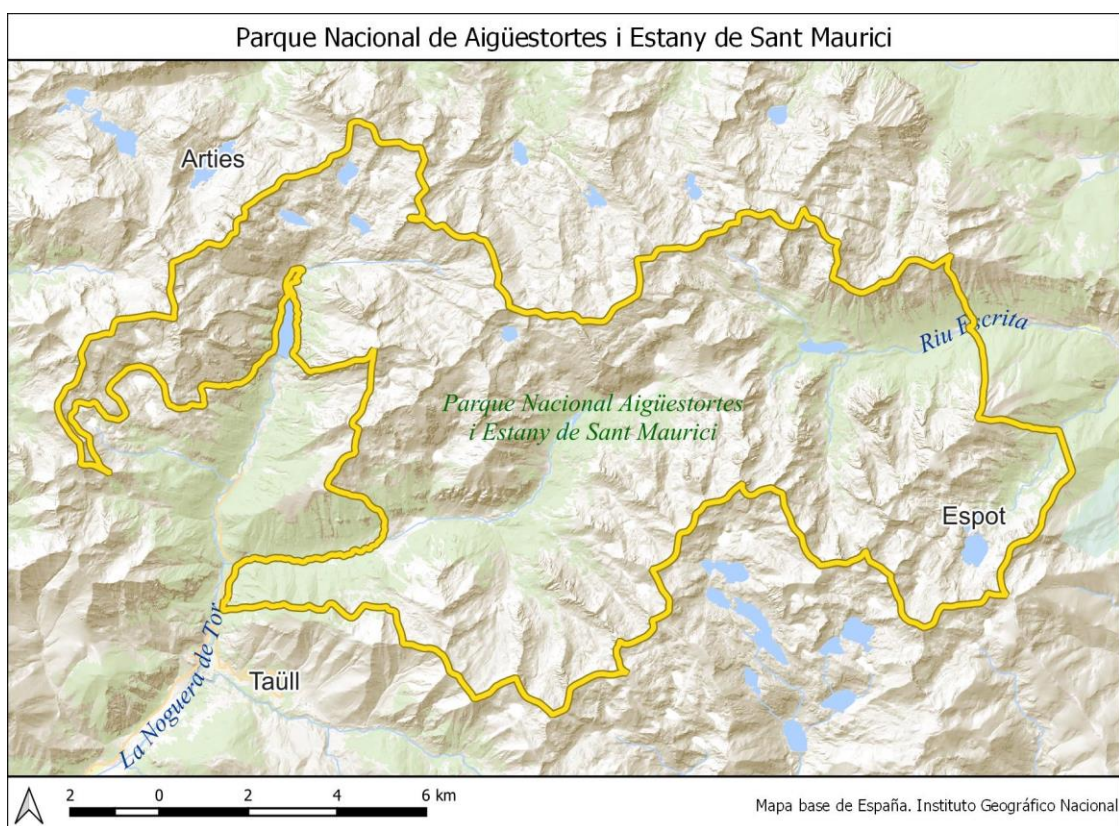 Parque Nacional de Aigüestortes i Estany de Sant Maurici
Arties
Riu Escrita
Parque Nacional Aigüestortes
i Estany de Sant Maurici
Espot
La Noguera de Tor
Taüll
2 0 2 4 6 km
Mapa base de España. Instituto Geográfico Nacional